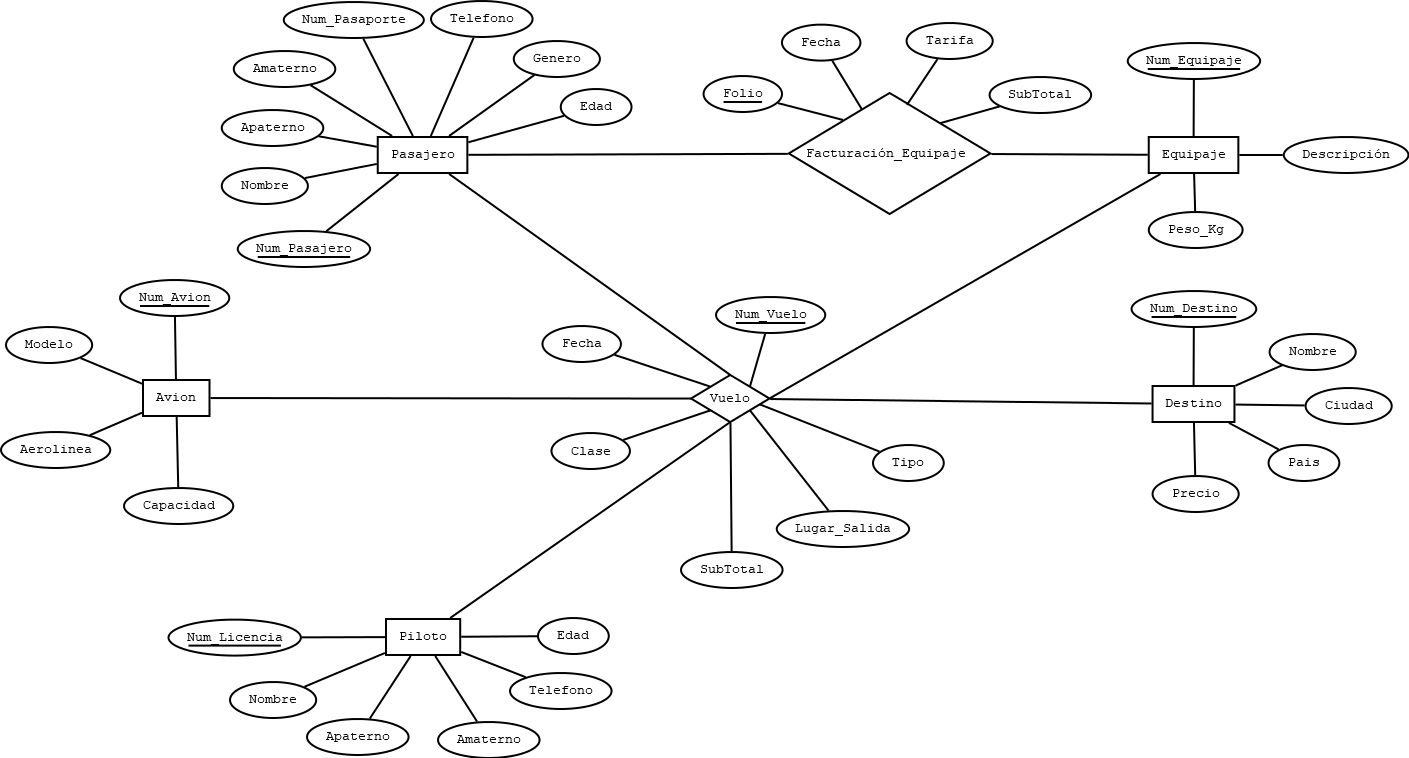 Num_Pasaporte
Telefono
Amaterno
Genero
Apaterno
Edad
Pasajero
Nombre
Num_Pasajero
Fecha
Tarifa
Folio
SubTotal
Facturación_Equipaje
Num_Equipaje
Equipaje
Descripción
Peso_Kg
Num_Avion
Modelo
Avion
Aerolinea
Capacidad
Num_Vuelo
Fecha
Vuelo
Clase
Tipo
Lugar_Salida
SubTotal
Num_Destino
Nombre
Destino
Ciudad
Pais
Precio
Num_Licencia
Piloto
Edad
Nombre
Telefono
Apaterno
Amaterno